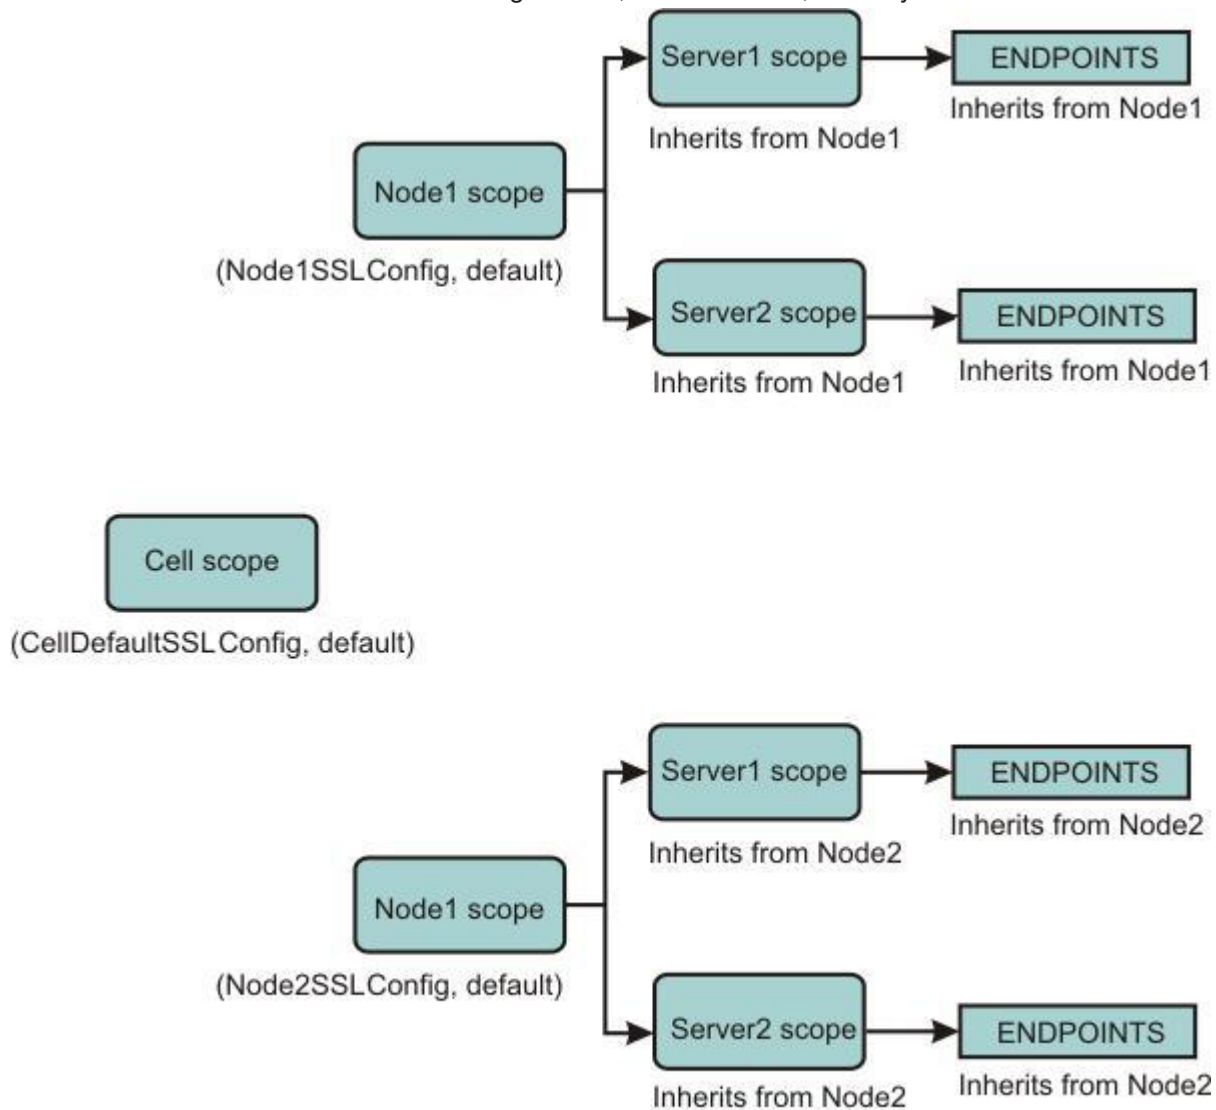 Server1 scope
ENDPOINTS
Inherits from Node1
Inherits from Node1
Node1 scope
(Node1SSLConfig, default)
Server2 scope
ENDPOINTS
Inherits from Node1
Inherits from Node1
Cell scope
(CellDefaultSSLConfig, default)
Server1 scope
ENDPOINTS
Inherits from Node2
Inherits from Node2
Node1 scope
(Node2SSLConfig, default)
Server2 scope
ENDPOINTS
Inherits from Node2
Inherits from Node2